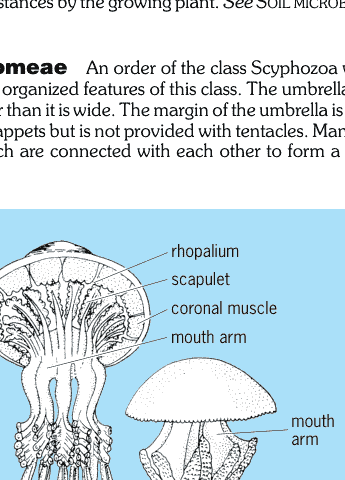 stances by the growing plant. See SOIL MICROB
omeae An order of the class Scyphozoa
organized features of this class. The umbrella
than it is wide. The margin of the umbrella is
appets but is not provided with tentacles. Man
ch are connected with each other to form a
rhopalium
scapulet
coronal muscle
mouth arm
mouth
arm